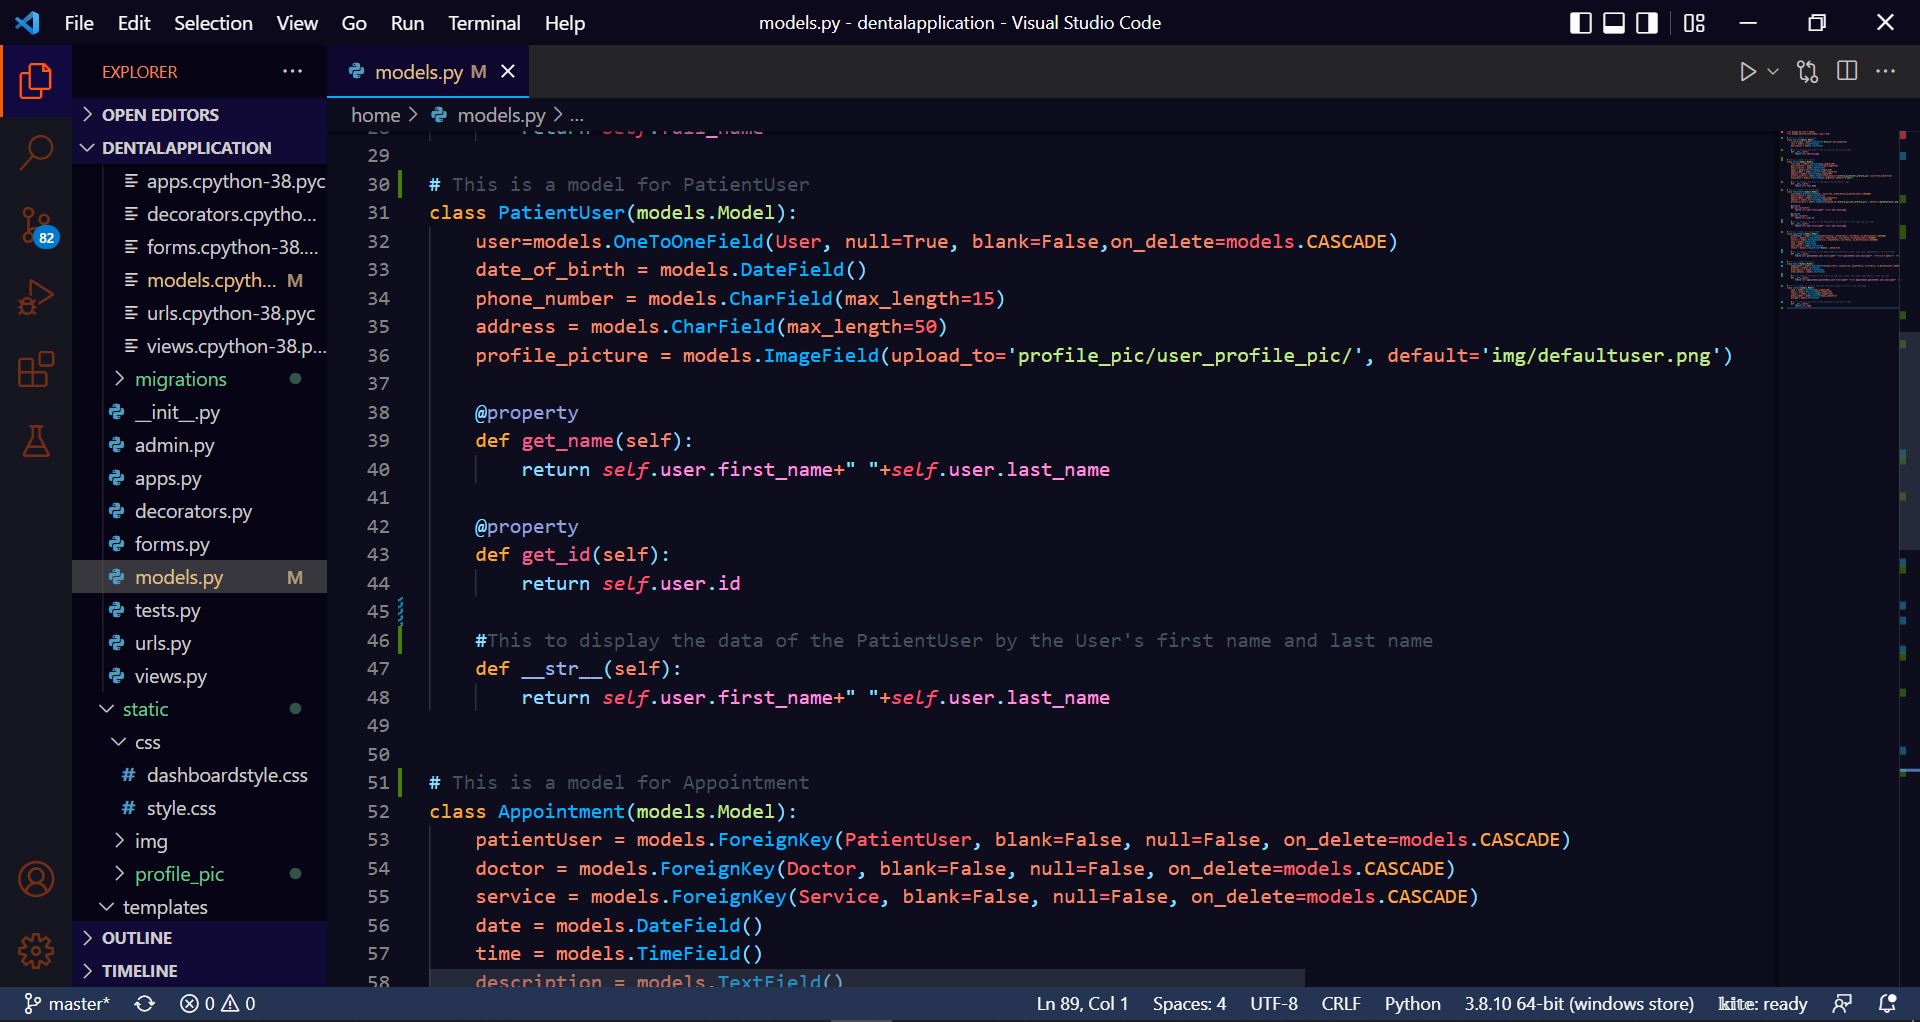 File Edit Selection View Go Run Terminal Help
models.py - dentalapplication - Visual Studio Code
EXPLORER
OPEN EDITORS
DENTALAPPLICATION
apps.cpython-38.pyc
decorators.cpytho...
forms.cpython-38....
models.cpyth... M
urls.cpython-38.pyc
views.cpython-38.p...
migrations
__init__.py
admin.py
apps.py
decorators.py
forms.py
models.py M
tests.py
urls.py
views.py
static
css
# dashboardstyle.css
# style.css
img
profile_pic
templates
OUTLINE
TIMELINE
82
models.py M
home > models.py > ...
28 return self.full_name
29
30 # This is a model for PatientUser
31 class PatientUser(models.Model):
32 user=models.OneToOneField(User, null=True, blank=False,on_delete=models.CASCADE)
33 date_of_birth = models.DateField()
34 phone_number = models.CharField(max_length=15)
35 address = models.CharField(max_length=50)
36 profile_picture = models.ImageField(upload_to='profile_pic/user_profile_pic/', default='img/defaultuser.png')
37
38 @property
39 def get_name(self):
40 return self.user.first_name+" "+self.user.last_name
41
42 @property
43 def get_id(self):
44 return self.user.id
45
46 #This to display the data of the PatientUser by the User's first name and last name
47 def __str__(self):
48 return self.user.first_name+" "+self.user.last_name
49
50
51 # This is a model for Appointment
52 class Appointment(models.Model):
53 patientUser = models.ForeignKey(PatientUser, blank=False, null=False, on_delete=models.CASCADE)
54 doctor = models.ForeignKey(Doctor, blank=False, null=False, on_delete=models.CASCADE)
55 service = models.ForeignKey(Service, blank=False, null=False, on_delete=models.CASCADE)
56 date = models.DateField()
57 time = models.TimeField()
58 description = models.TextField()
master* 0 0 Ln 89, Col 1 Spaces: 4 UTF-8 CRLF Python 3.8.10 64-bit (windows store) kite: ready